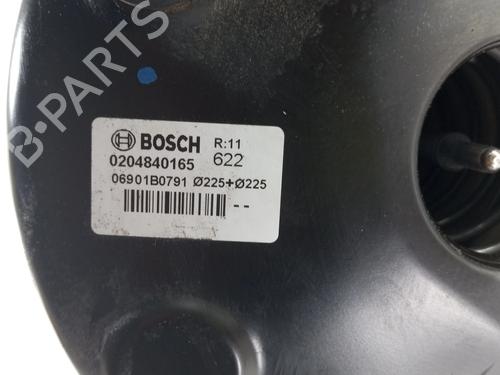 B-PARTS
BOSCH R:11
0204840165 622
06901B0791 Ø225+Ø225
--